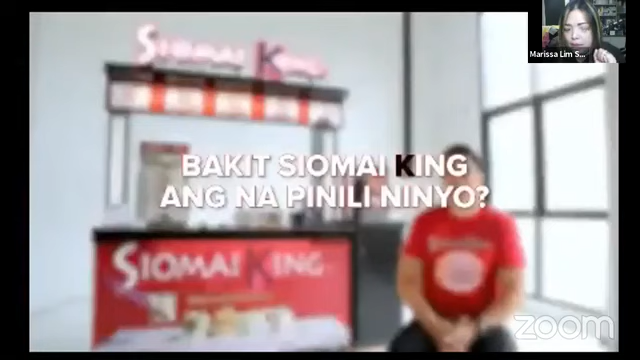 SIOMAI KING
Marissa Lim S...
BAKIT SIOMAI KING
ANG NA PINILI NINYO?
SIOMAI KING
zoom